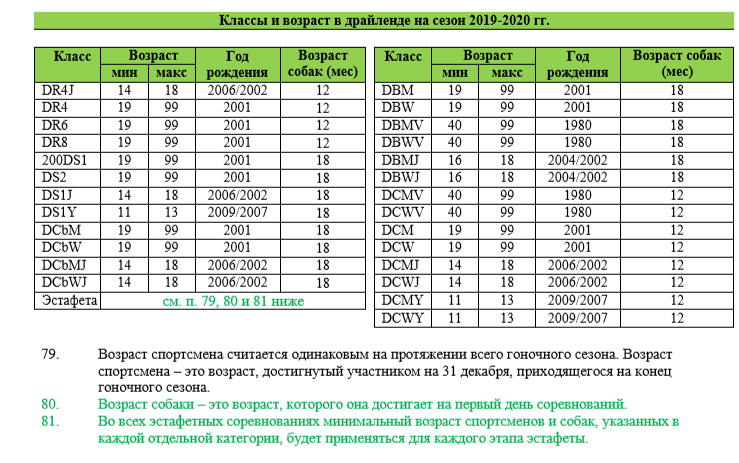 Классы и возраст в драйленде на сезон 2019-2020 гг.
Класс Возраст Год рождения Возраст собак (мес)
мин макс
DR4J 14 18 2006/2002 12
DR4 19 99 2001 12
DR6 19 99 2001 12
DR8 19 99 2001 12
200DS1 19 99 2001 18
DS2 19 99 2001 18
DS1J 14 18 2006/2002 18
DS1Y 11 13 2009/2007 18
DCbM 19 99 2001 18
DCbW 19 99 2001 18
DCbMJ 14 18 2006/2002 18
DCbWJ 14 18 2006/2002 18
Эстафета см. п. 79, 80 и 81 ниже
Класс Возраст Год рождения Возраст собак (мес)
мин макс
DBM 19 99 2001 18
DBW 19 99 2001 18
DBMV 40 99 1980 18
DBWV 40 99 1980 18
DBMJ 16 18 2004/2002 18
DBWJ 16 18 2004/2002 18
DCMV 40 99 1980 12
DCWV 40 99 1980 12
DCM 19 99 2001 12
DCW 19 99 2001 12
DCMJ 14 18 2006/2002 12
DCWJ 14 18 2006/2002 12
DCMY 11 13 2009/2007 12
DCWY 11 13 2009/2007 12
79. Возраст спортсмена считается одинаковым на протяжении всего гоночного сезона. Возраст
спортсмена – это возраст, достигнутый участником на 31 декабря, приходящегося на конец
гоночного сезона.
80. Возраст собаки – это возраст, которого она достигает на первый день соревнований.
81. Во всех эстафетных соревнованиях минимальный возраст спортсменов и собак, указанных в
каждой отдельной категории, будет применяться для каждого этапа эстафеты.